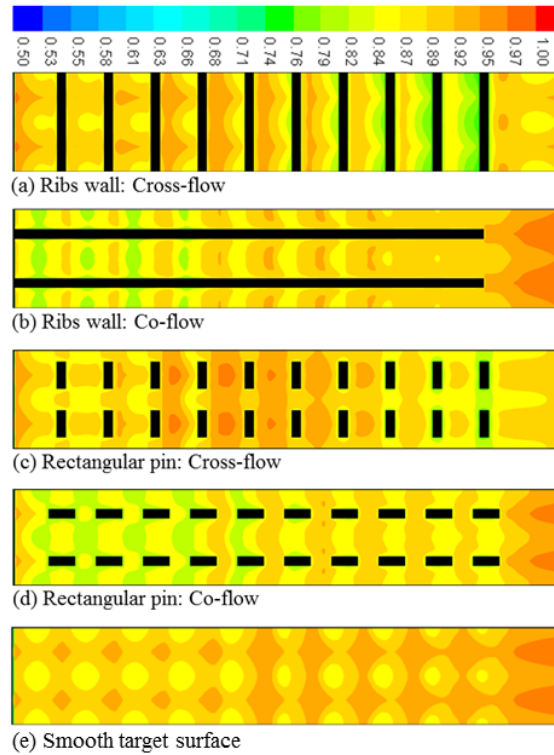 0.50 0.53 0.55 0.58 0.61 0.63 0.66 0.68 0.71 0.74 0.76 0.79 0.82 0.84 0.87 0.89 0.92 0.95 0.97 1.00
(a) Ribs wall: Cross-flow
(b) Ribs wall: Co-flow
(c) Rectangular pin: Cross-flow
(d) Rectangular pin: Co-flow
(e) Smooth target surface